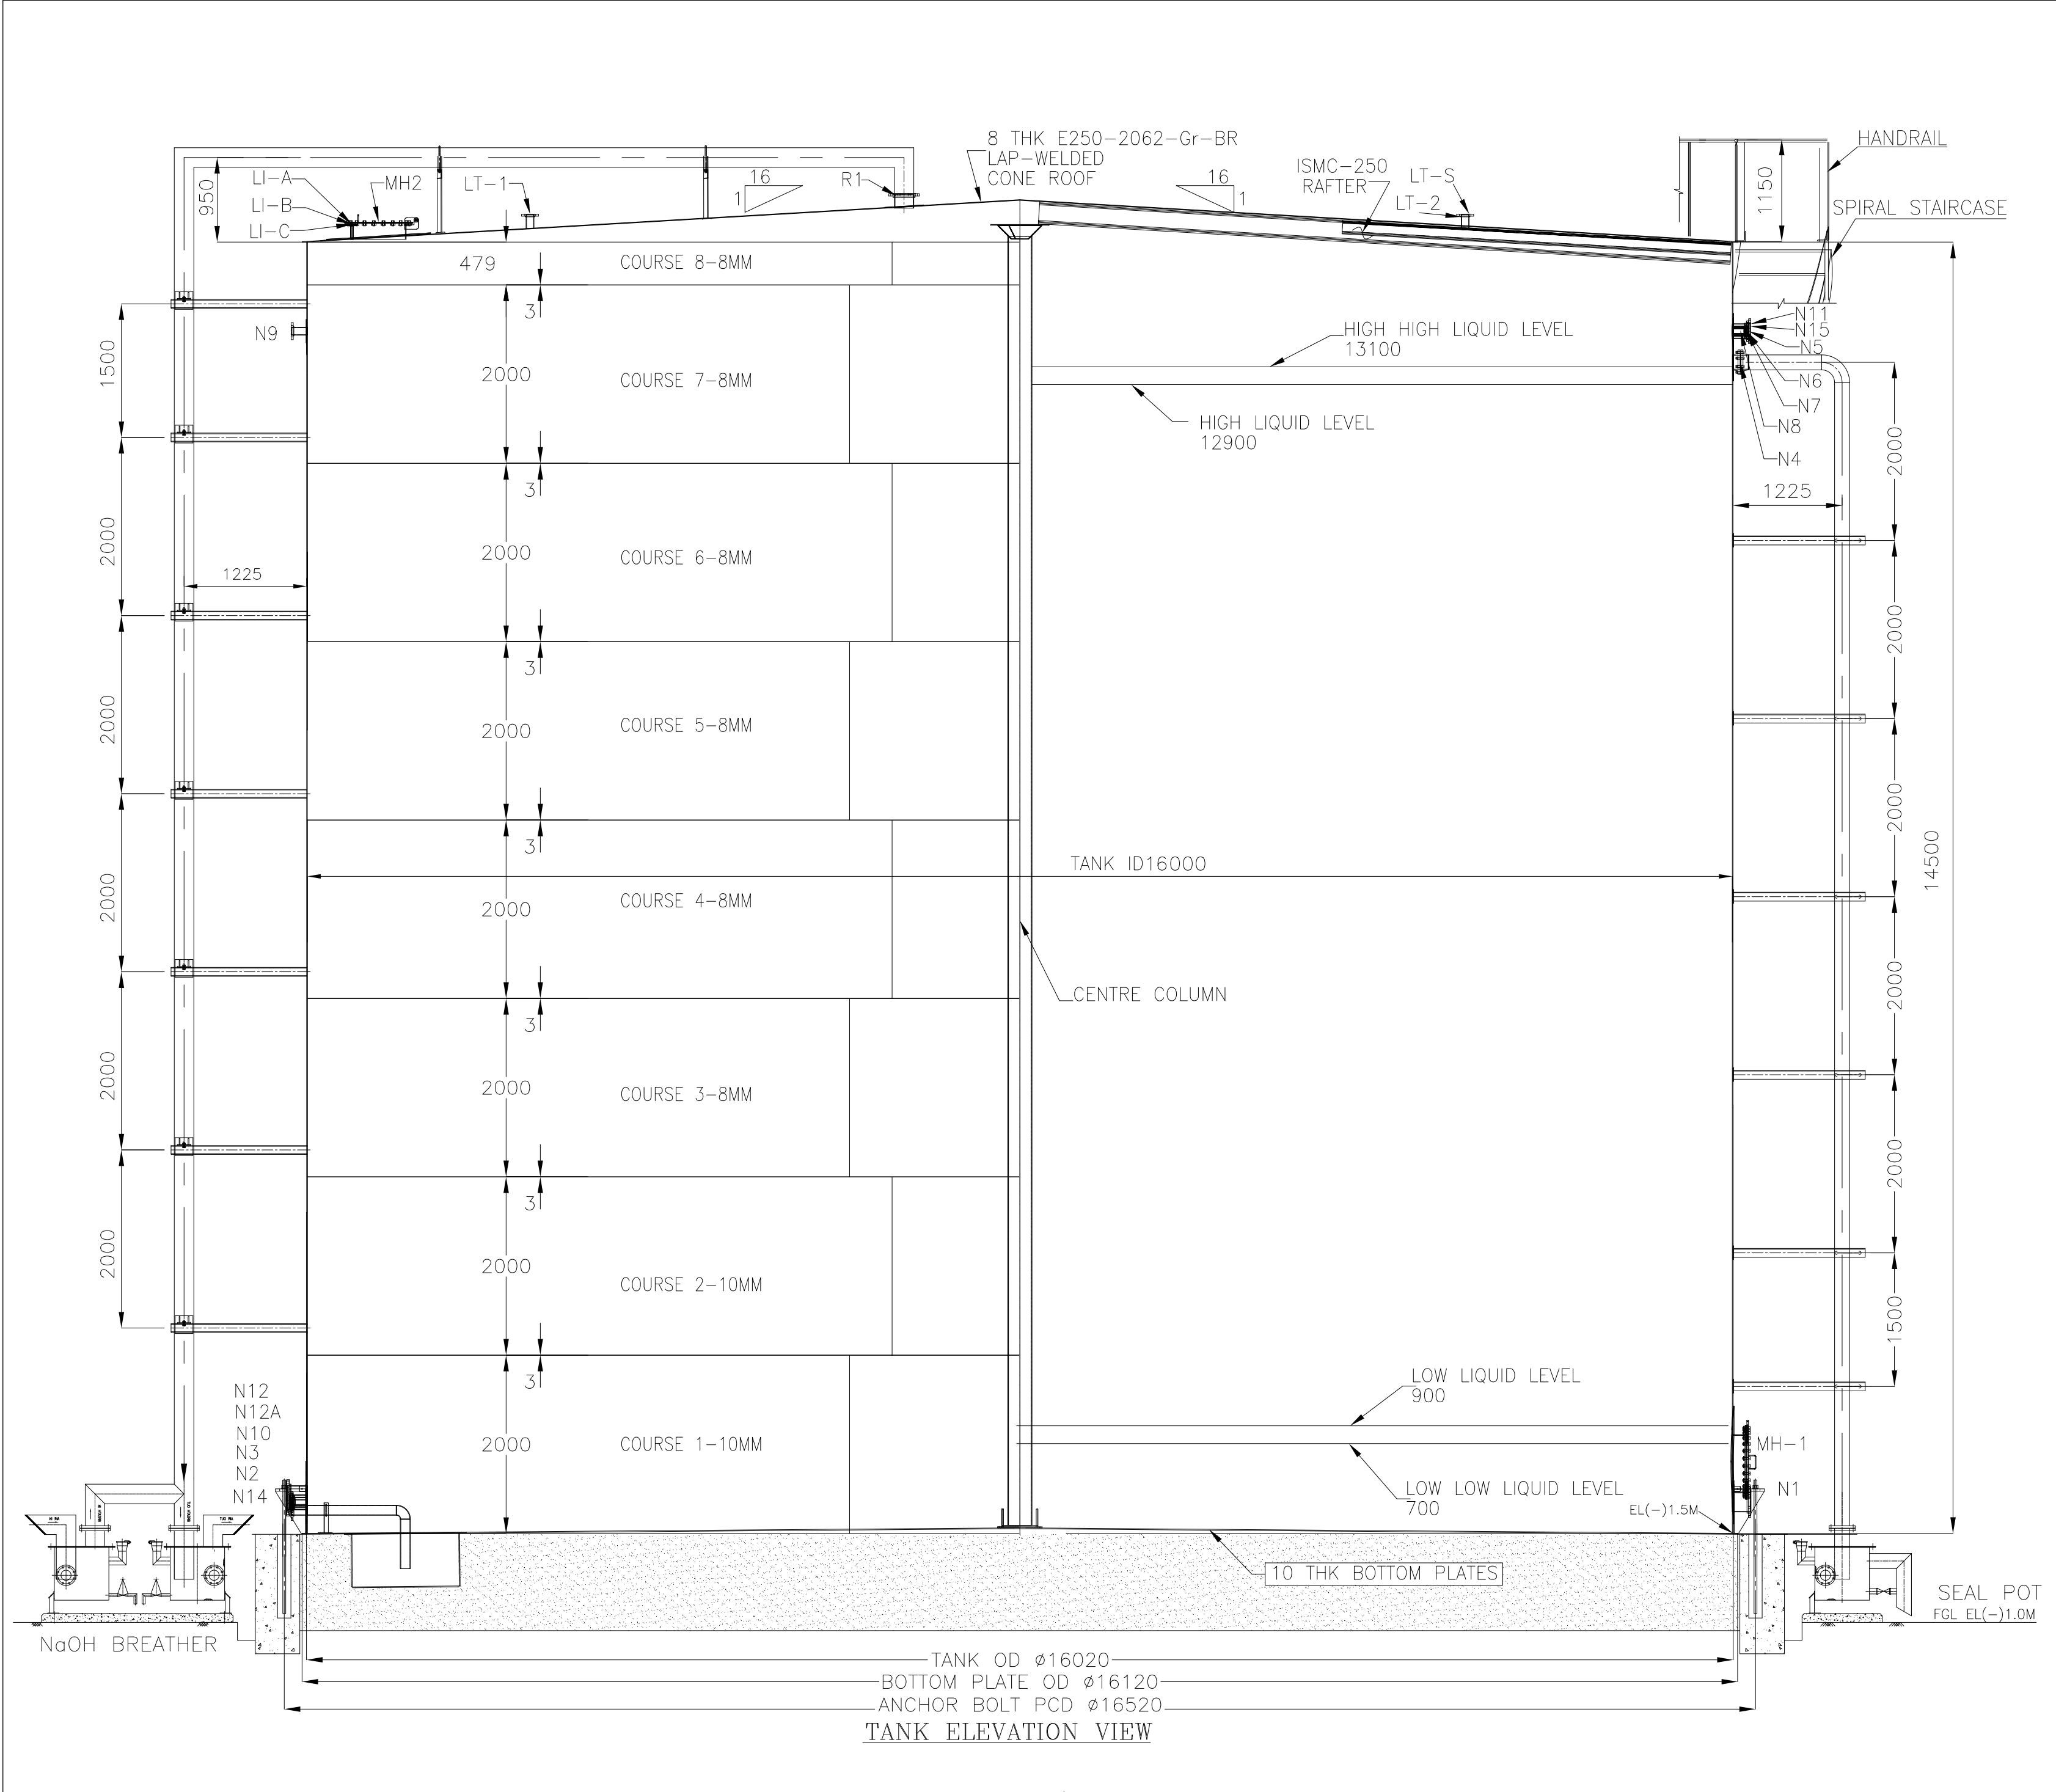 8 THK E250-2062-Gr-BR
LAP-WELDED
CONE ROOF
HANDRAIL
ISMC-250
RAFTER
LT-S
LT-2
16
1
16
1
R1
LT-1
MH2
LI-A
LI-B
LI-C
950
1150
SPIRAL STAIRCASE
479
COURSE 8-8MM
3
N9
N11
N15
N5
N6
N7
N8
N4
HIGH HIGH LIQUID LEVEL
13100
HIGH LIQUID LEVEL
12900
1500
2000
COURSE 7-8MM
3
2000
1225
2000
1225
2000
COURSE 6-8MM
3
2000
2000
2000
COURSE 5-8MM
3
2000
TANK ID16000
14500
2000
2000
COURSE 4-8MM
3
2000
CENTRE COLUMN
2000
2000
COURSE 3-8MM
3
2000
2000
2000
COURSE 2-10MM
3
1500
N12
N12A
N10
N3
N2
N14
2000
COURSE 1-10MM
LOW LIQUID LEVEL
900
LOW LOW LIQUID LEVEL
700
MH-1
N1
EL(-)1.5M
10 THK BOTTOM PLATES
AIR IN
AIR OUT
NaOH BREATHER
SEAL POT
FGL EL(-)1.0M
TANK OD ⌀16020
BOTTOM PLATE OD ⌀16120
ANCHOR BOLT PCD ⌀16520
TANK ELEVATION VIEW